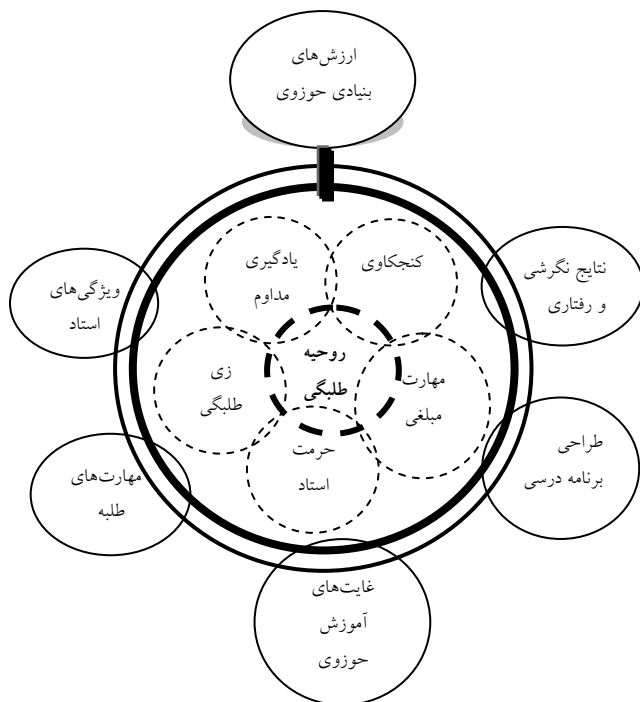 ارزش‌های
بنیادی حوزوی
نتایج نگرشی
و رفتاری
ویژگی‌های
استاد
کنجکاوی
یادگیری
مداوم
روحیه
طلبگی
مهارت
مبلغی
زی
طلبگی
حرمت
استاد
طراحی
برنامه درسی
مهارت‌های
طلبه
غایت‌های
آموزش
حوزوی